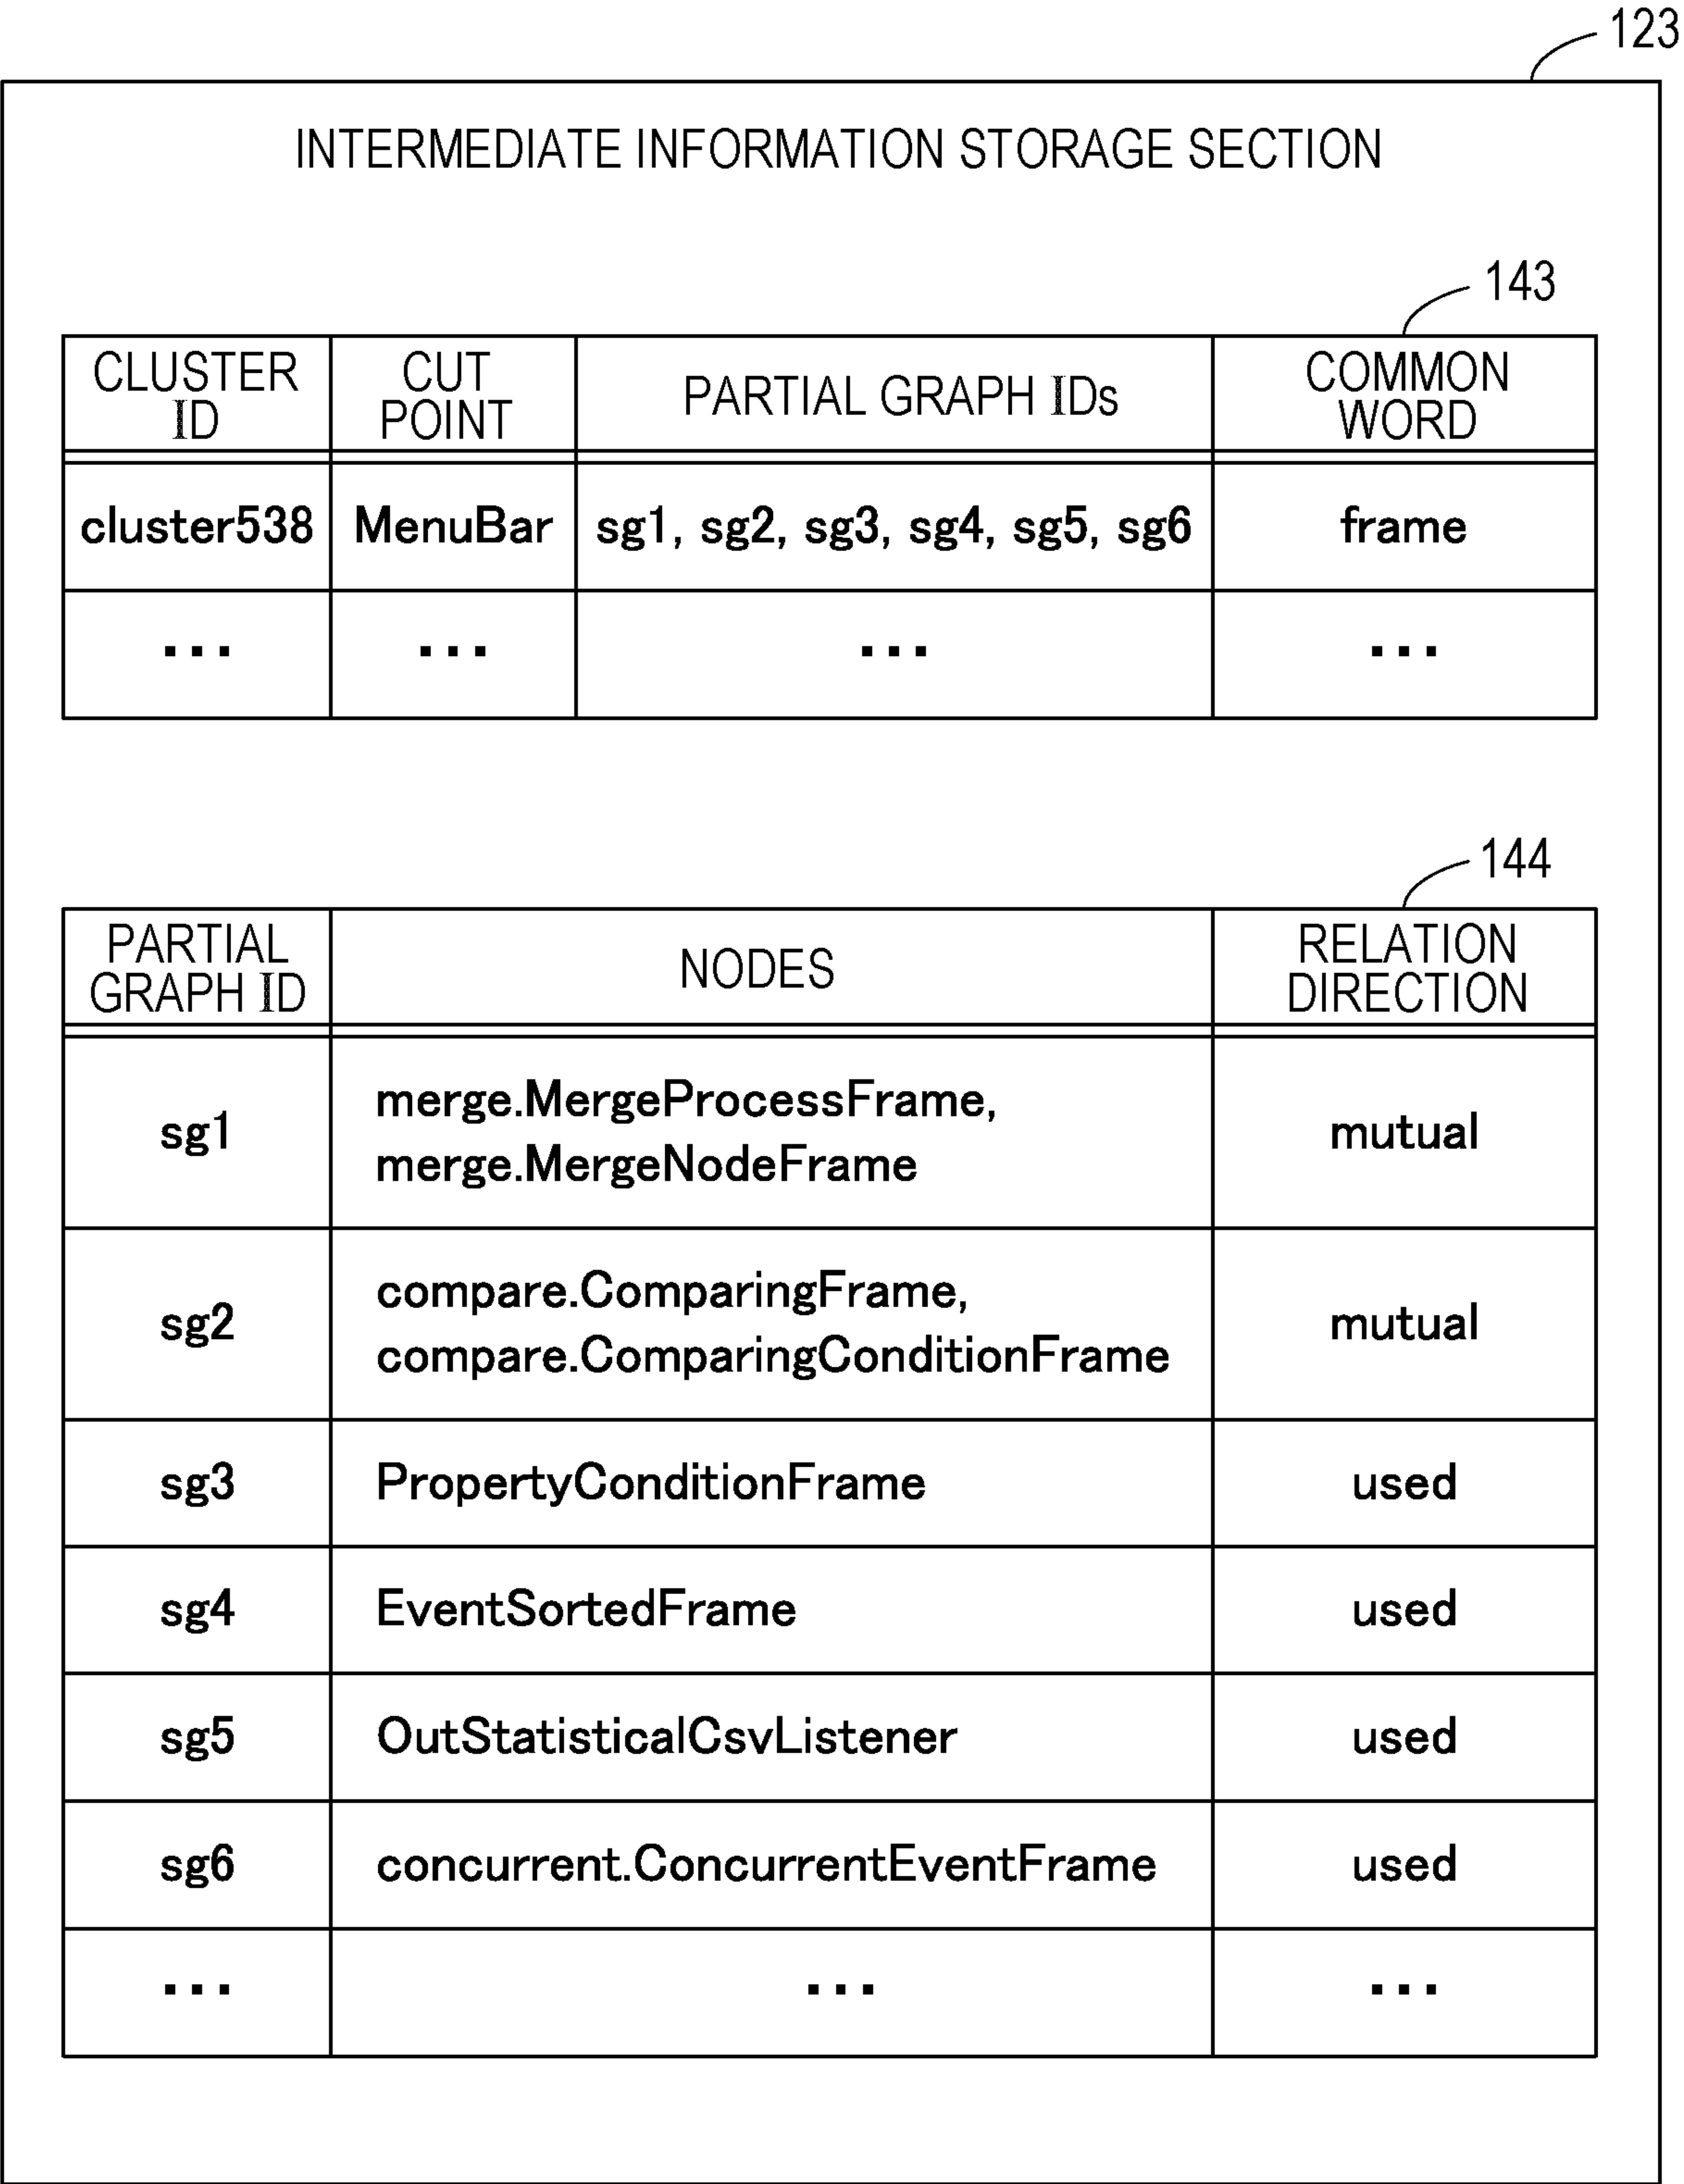 123
INTERMEDIATE INFORMATION STORAGE SECTION
143
CLUSTER ID CUT POINT PARTIAL GRAPH IDs COMMON WORD
cluster538 MenuBar sg1, sg2, sg3, sg4, sg5, sg6 frame
... ... ... ...
144
PARTIAL GRAPH ID NODES RELATION DIRECTION
sg1 merge.MergeProcessFrame, mutual
merge.MergeNodeFrame
sg2 compare.ComparingFrame, mutual
compare.ComparingConditionFrame
sg3 PropertyConditionFrame used
sg4 EventSortedFrame used
sg5 OutStatisticalCsvListener used
sg6 concurrent.ConcurrentEventFrame used
... ... ...